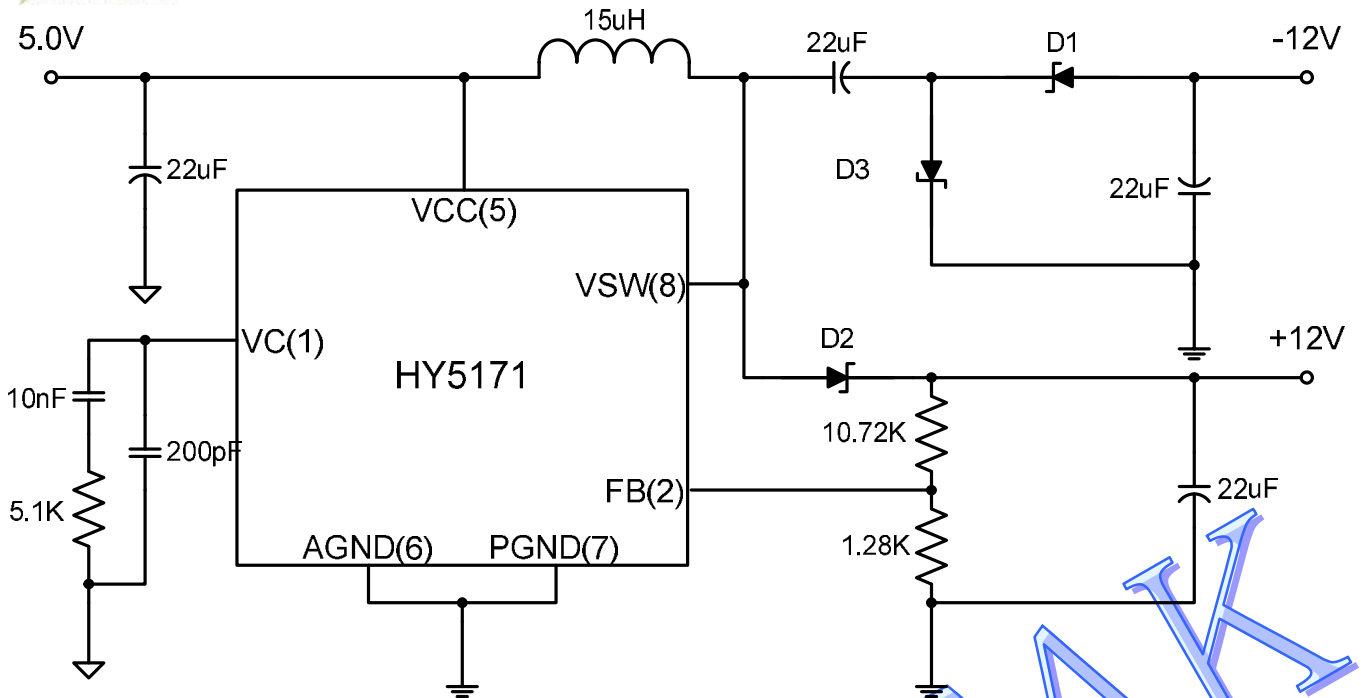 15uH
5.0V
22uF
D1
-12V
22uF
D3
22uF
VCC(5)
VSW(8)
VC(1)
D2
+12V
HY5171
10nF
10.72K
200pF
FB(2)
22uF
5.1K
1.28K
AGND(6) PGND(7)